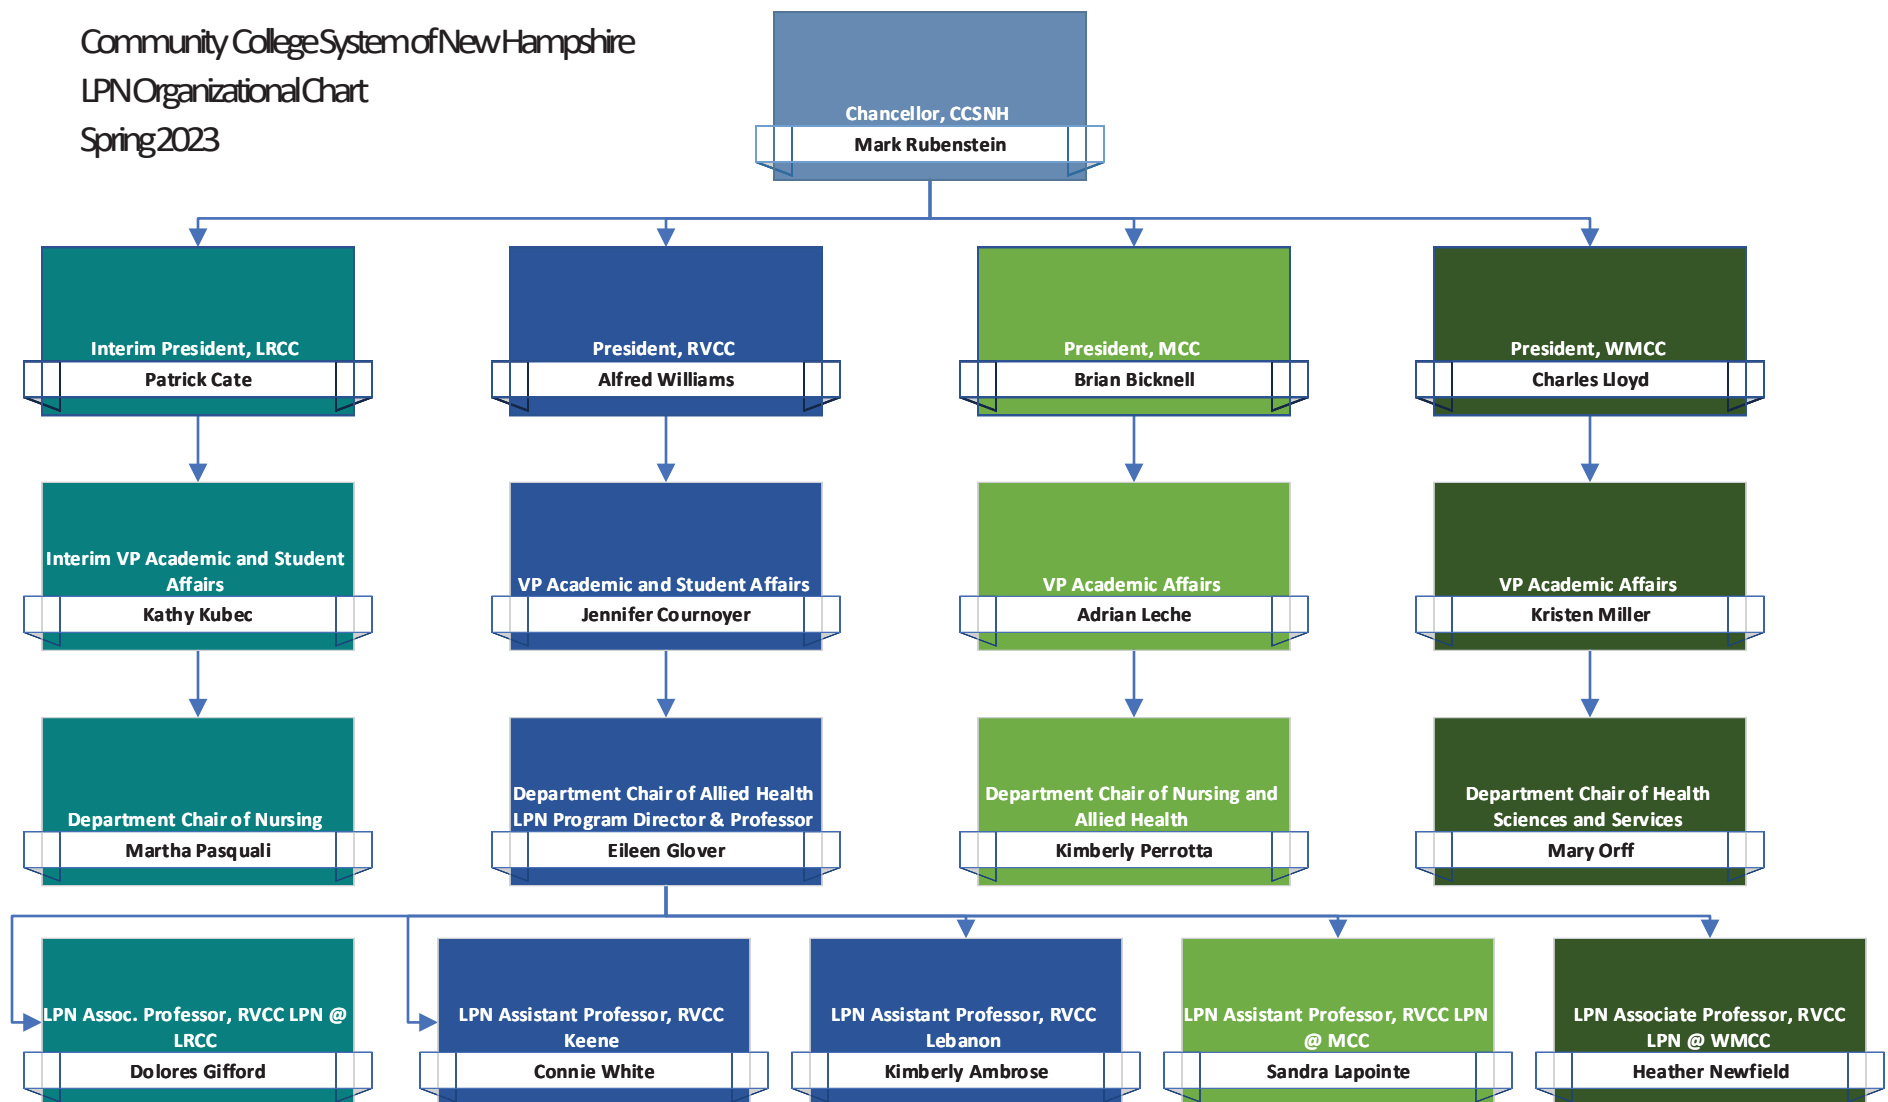 Community College System of New Hampshire
LPN Organizational Chart
Spring 2023
Chancellor, CCSNH
Mark Rubenstein
Interim President, LRCC
Patrick Cate
President, RVCC
Alfred Williams
President, MCC
Brian Bicknell
President, WMCC
Charles Lloyd
Interim VP Academic and Student
Affairs
Kathy Kubec
VP Academic and Student Affairs
Jennifer Cournoyer
VP Academic Affairs
Adrian Leche
VP Academic Affairs
Kristen Miller
Department Chair of Nursing
Martha Pasquali
Department Chair of Allied Health
LPN Program Director & Professor
Eileen Glover
Department Chair of Nursing and
Allied Health
Kimberly Perrotta
Department Chair of Health
Sciences and Services
Mary Orff
LPN Assoc. Professor, RVCC LPN @
LRCC
Dolores Gifford
LPN Assistant Professor, RVCC
Keene
Connie White
LPN Assistant Professor, RVCC
Lebanon
Kimberly Ambrose
LPN Assistant Professor, RVCC LPN
@ MCC
Sandra Lapointe
LPN Associate Professor, RVCC
LPN @ WMCC
Heather Newfield